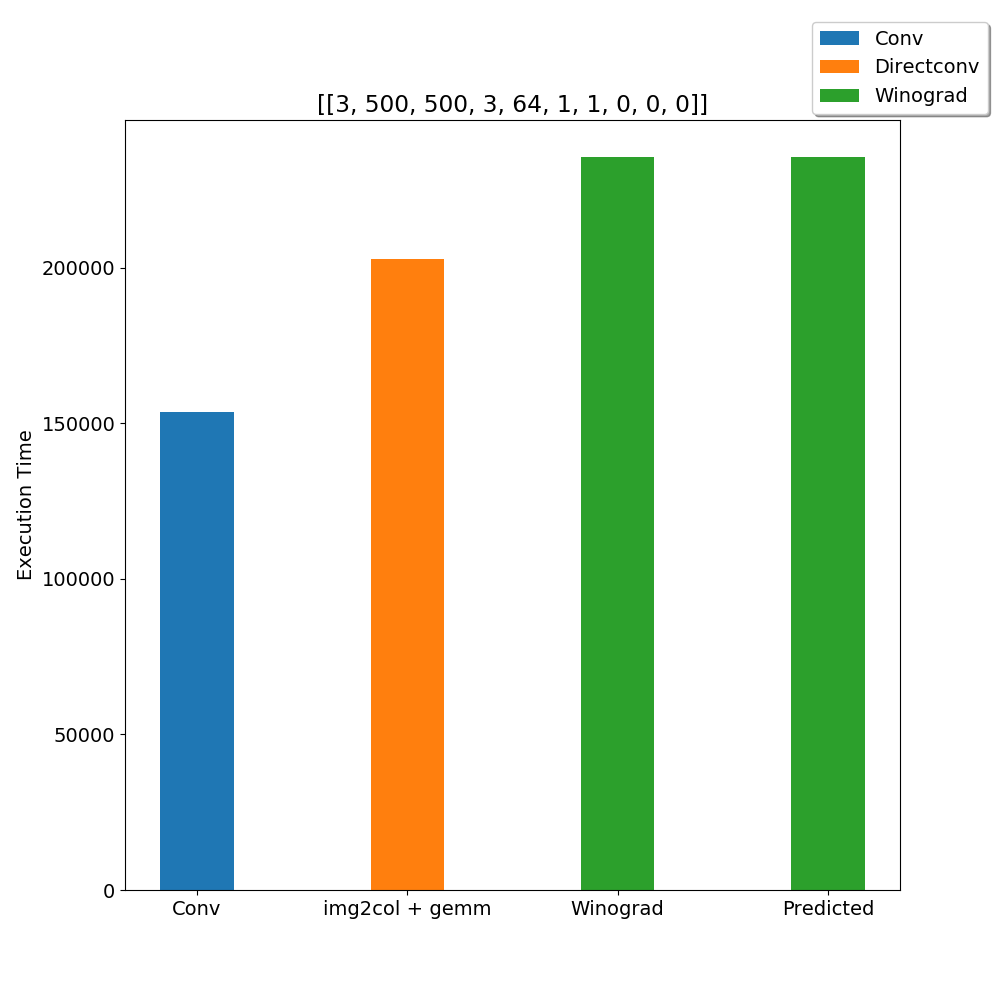 Conv
Directconv
Winograd
[[3, 500, 500, 3, 64, 1, 1, 0, 0, 0]]
Execution Time
200000
150000
100000
50000
0
Conv
img2col + gemm
Winograd
Predicted